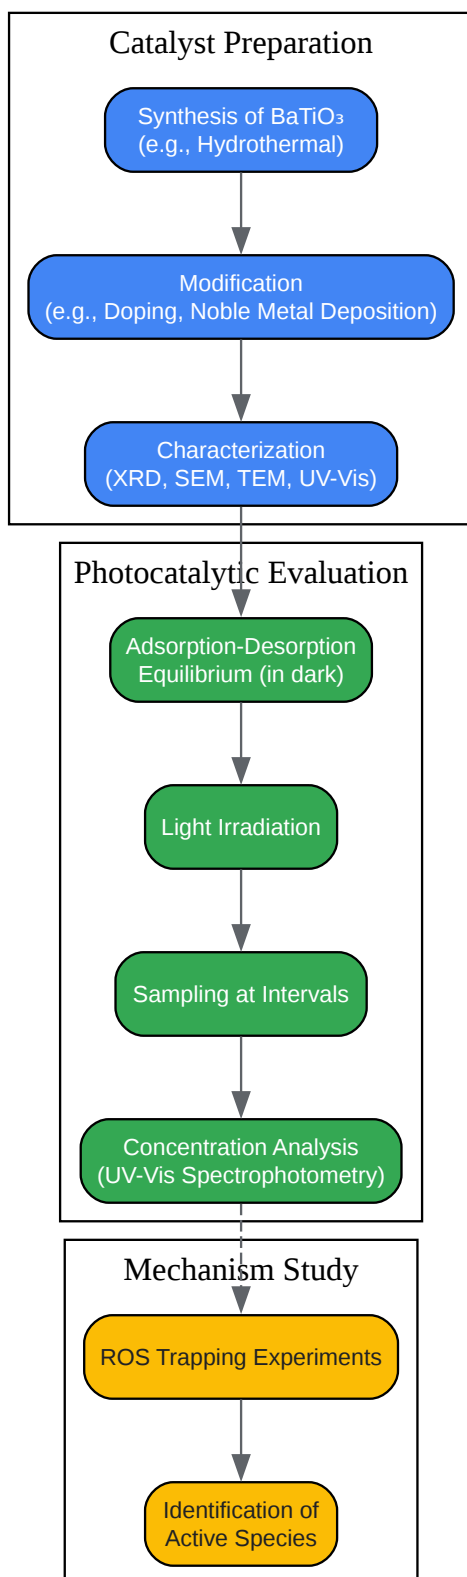 Catalyst Preparation
Synthesis of BaTiO₃
(e.g., Hydrothermal)
Modification
(e.g., Doping, Noble Metal Deposition)
Characterization
(XRD, SEM, TEM, UV-Vis)
Photocatalytic Evaluation
Adsorption-Desorption
Equilibrium (in dark)
Light Irradiation
Sampling at Intervals
Concentration Analysis
(UV-Vis Spectrophotometry)
Mechanism Study
ROS Trapping Experiments
Identification of
Active Species